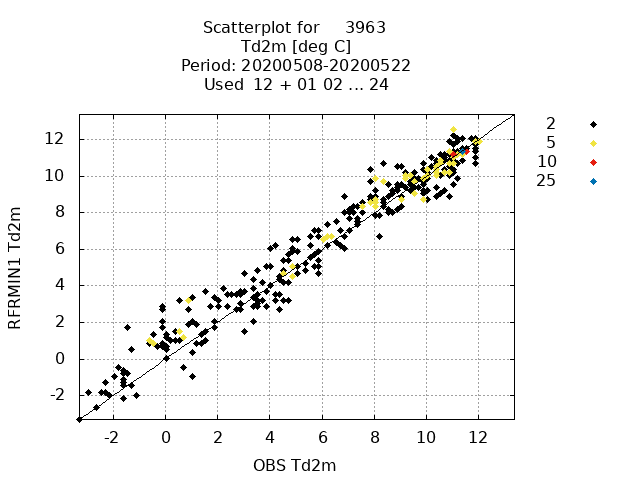 Scatterplot for 3963
Td2m [deg C]
Period: 20200508-20200522
Used 12 + 01 02 ... 24
2
5
10
25
12
10
8
6
4
2
0
-2
RFRMIN1 Td2m
-2 0 2 4 6 8 10 12
OBS Td2m